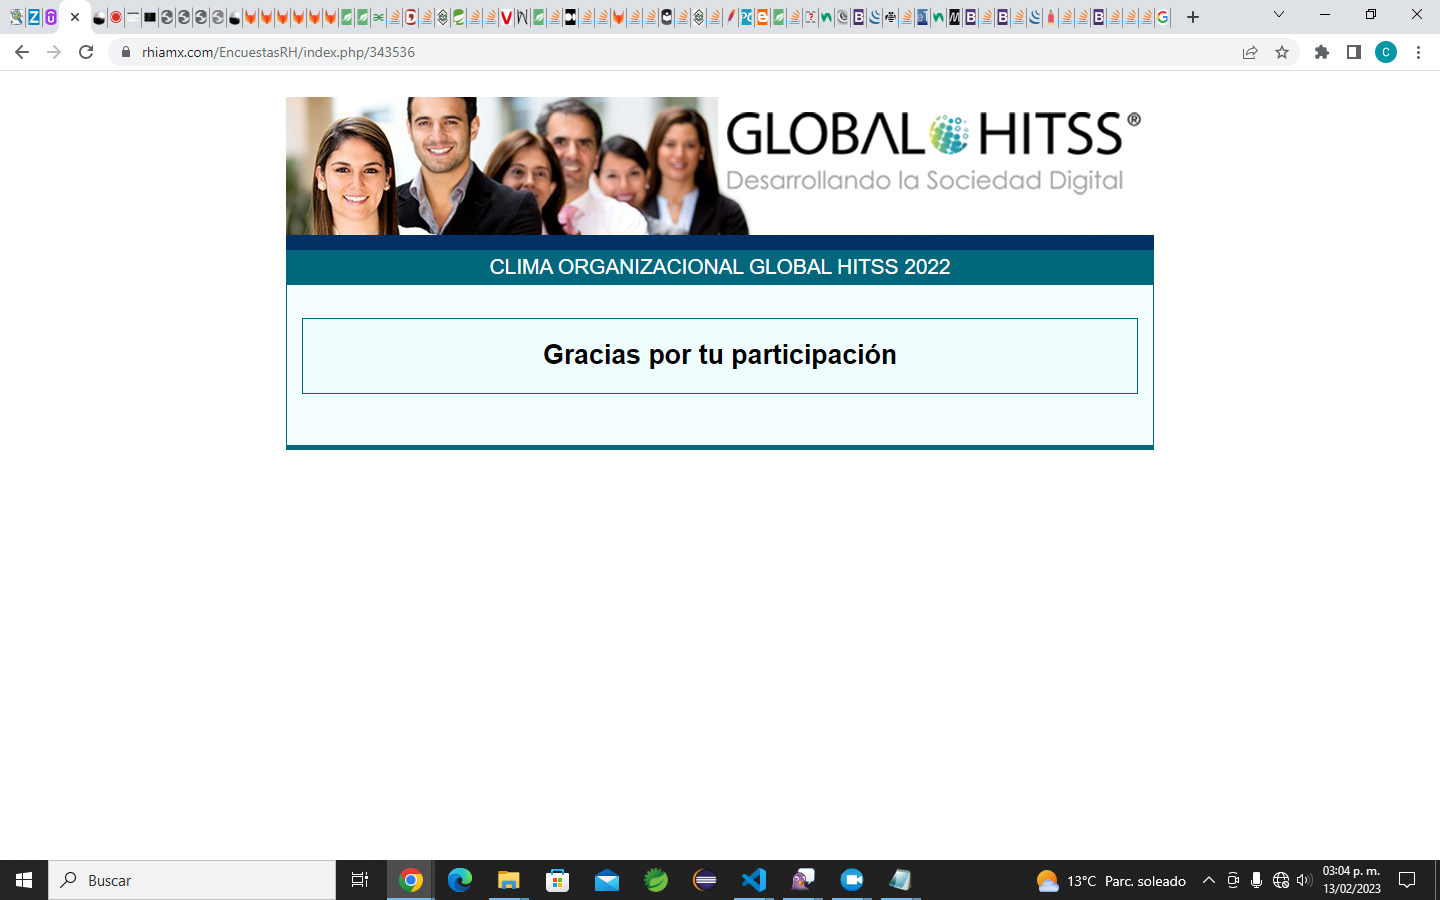 rhiamx.com/EncuestasRH/index.php/343536
C
GLOBAL HITSS®
Desarrollando la Sociedad Digital
CLIMA ORGANIZACIONAL GLOBAL HITSS 2022
Gracias por tu participación
Buscar
13°C Parc. soleado
03:04 p. m.
13/02/2023